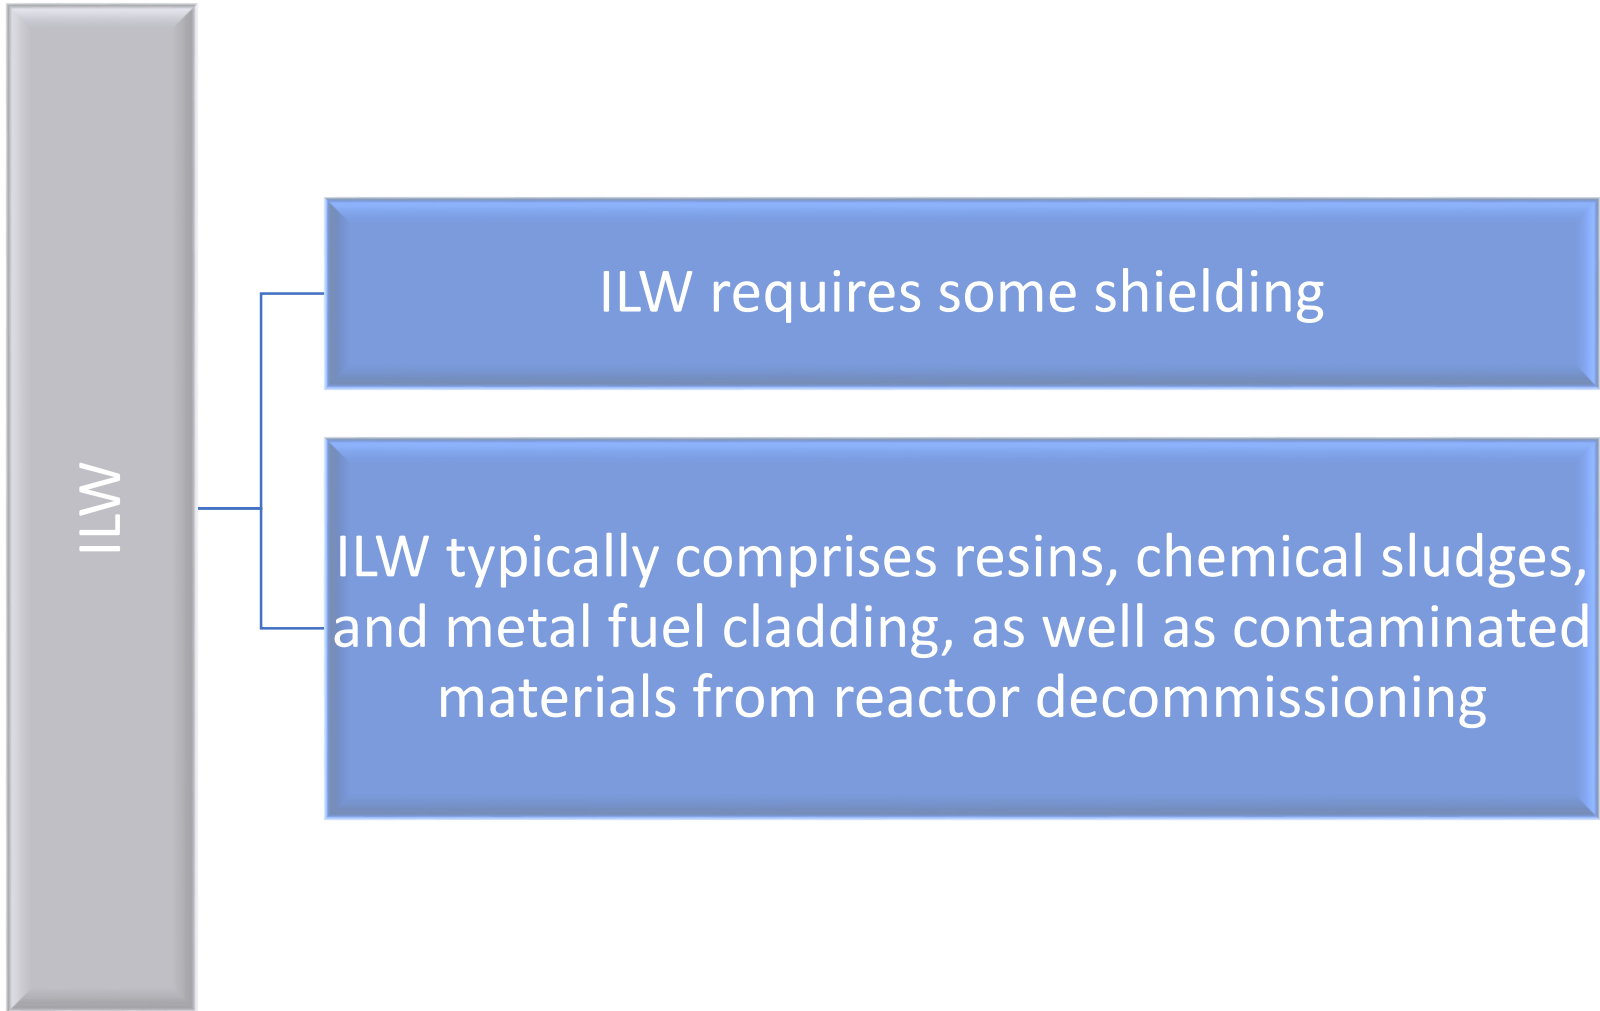 ILW
ILW requires some shielding
ILW typically comprises resins, chemical sludges,
and metal fuel cladding, as well as contaminated
materials from reactor decommissioning